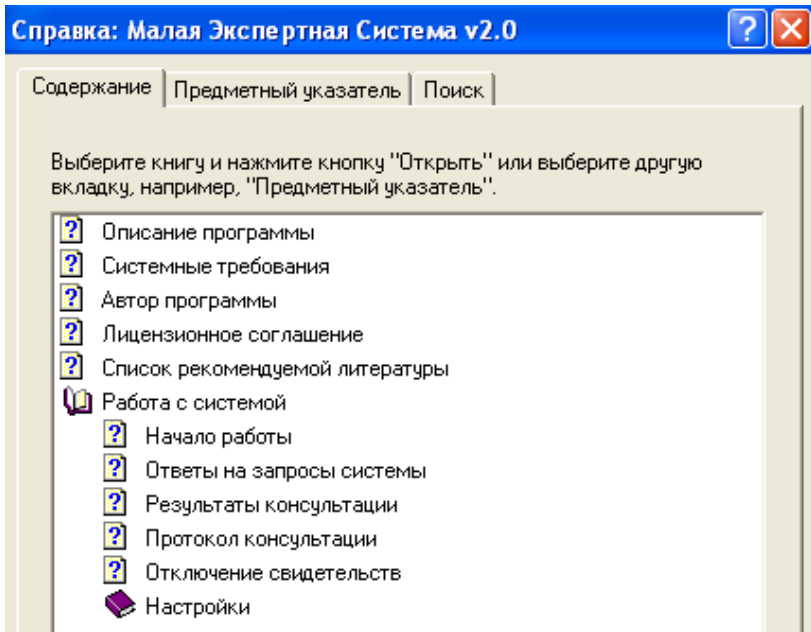 Справка: Малая Экспертная Система v2.0
Содержание Предметный указатель Поиск
Выберите книгу и нажмите кнопку "Открыть" или выберите другую
вкладку, например, "Предметный указатель".
Описание программы
Системные требования
Автор программы
Лицензионное соглашение
Список рекомендуемой литературы
Работа с системой
Начало работы
Ответы на запросы системы
Результаты консультации
Протокол консультации
Отключение свидетельств
Настройки